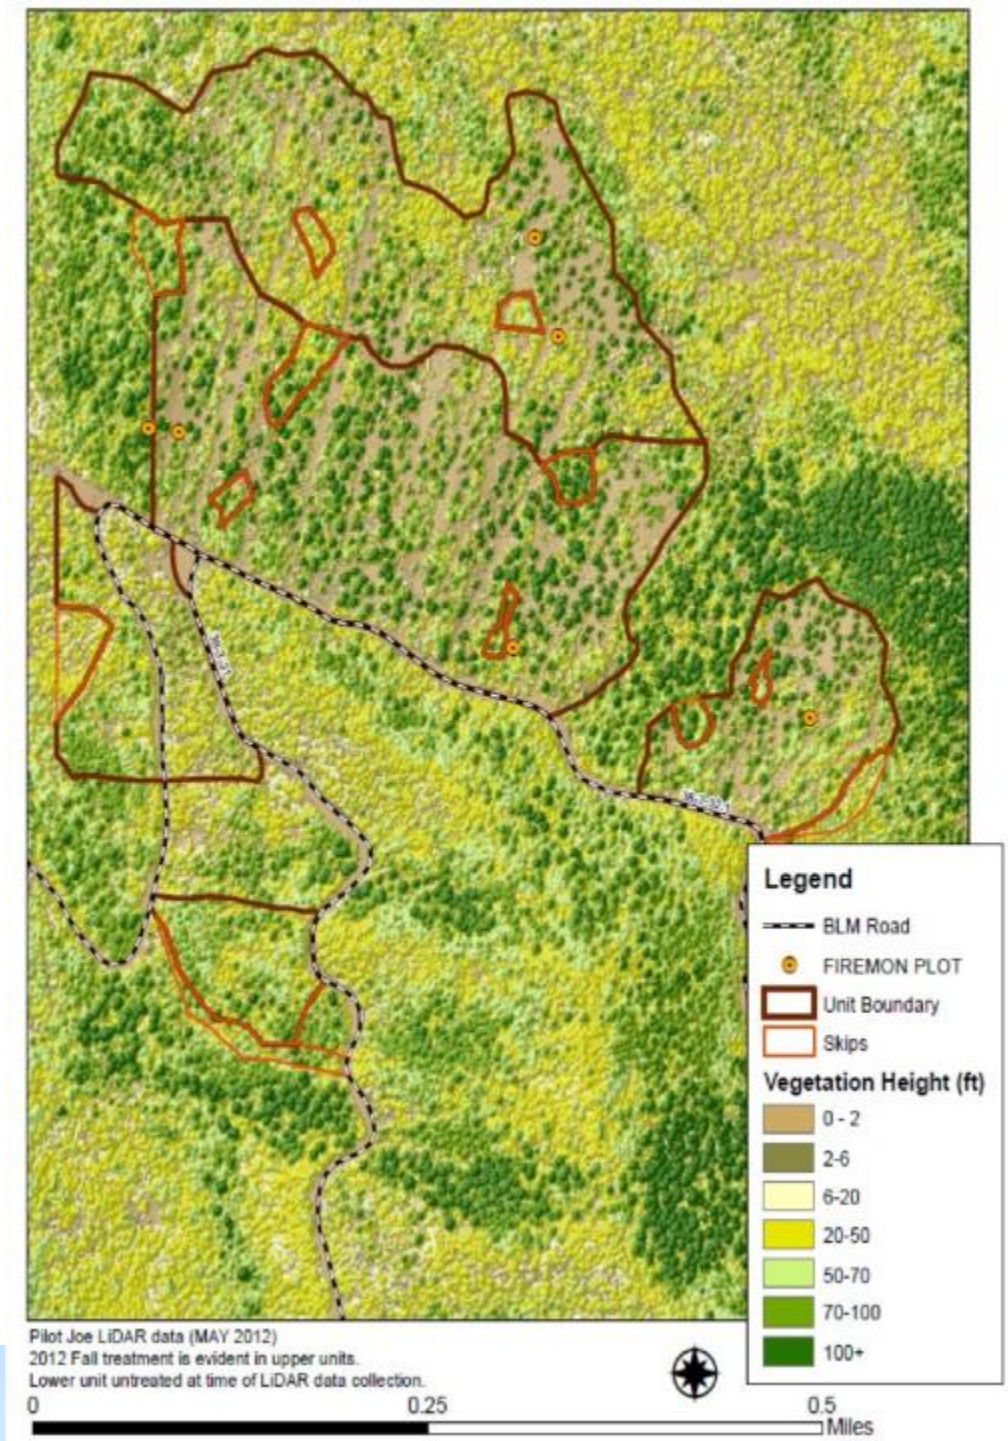 Legend
BLM Road
FIREMON PLOT
Unit Boundary
Skips
Vegetation Height (ft)
0 - 2
2-6
6-20
20-50
50-70
70-100
100+
Pilot Joe LiDAR data (MAY 2012)
2012 Fall treatment is evident in upper units.
Lower unit untreated at time of LiDAR data collection.
0 0.25 0.5
Miles